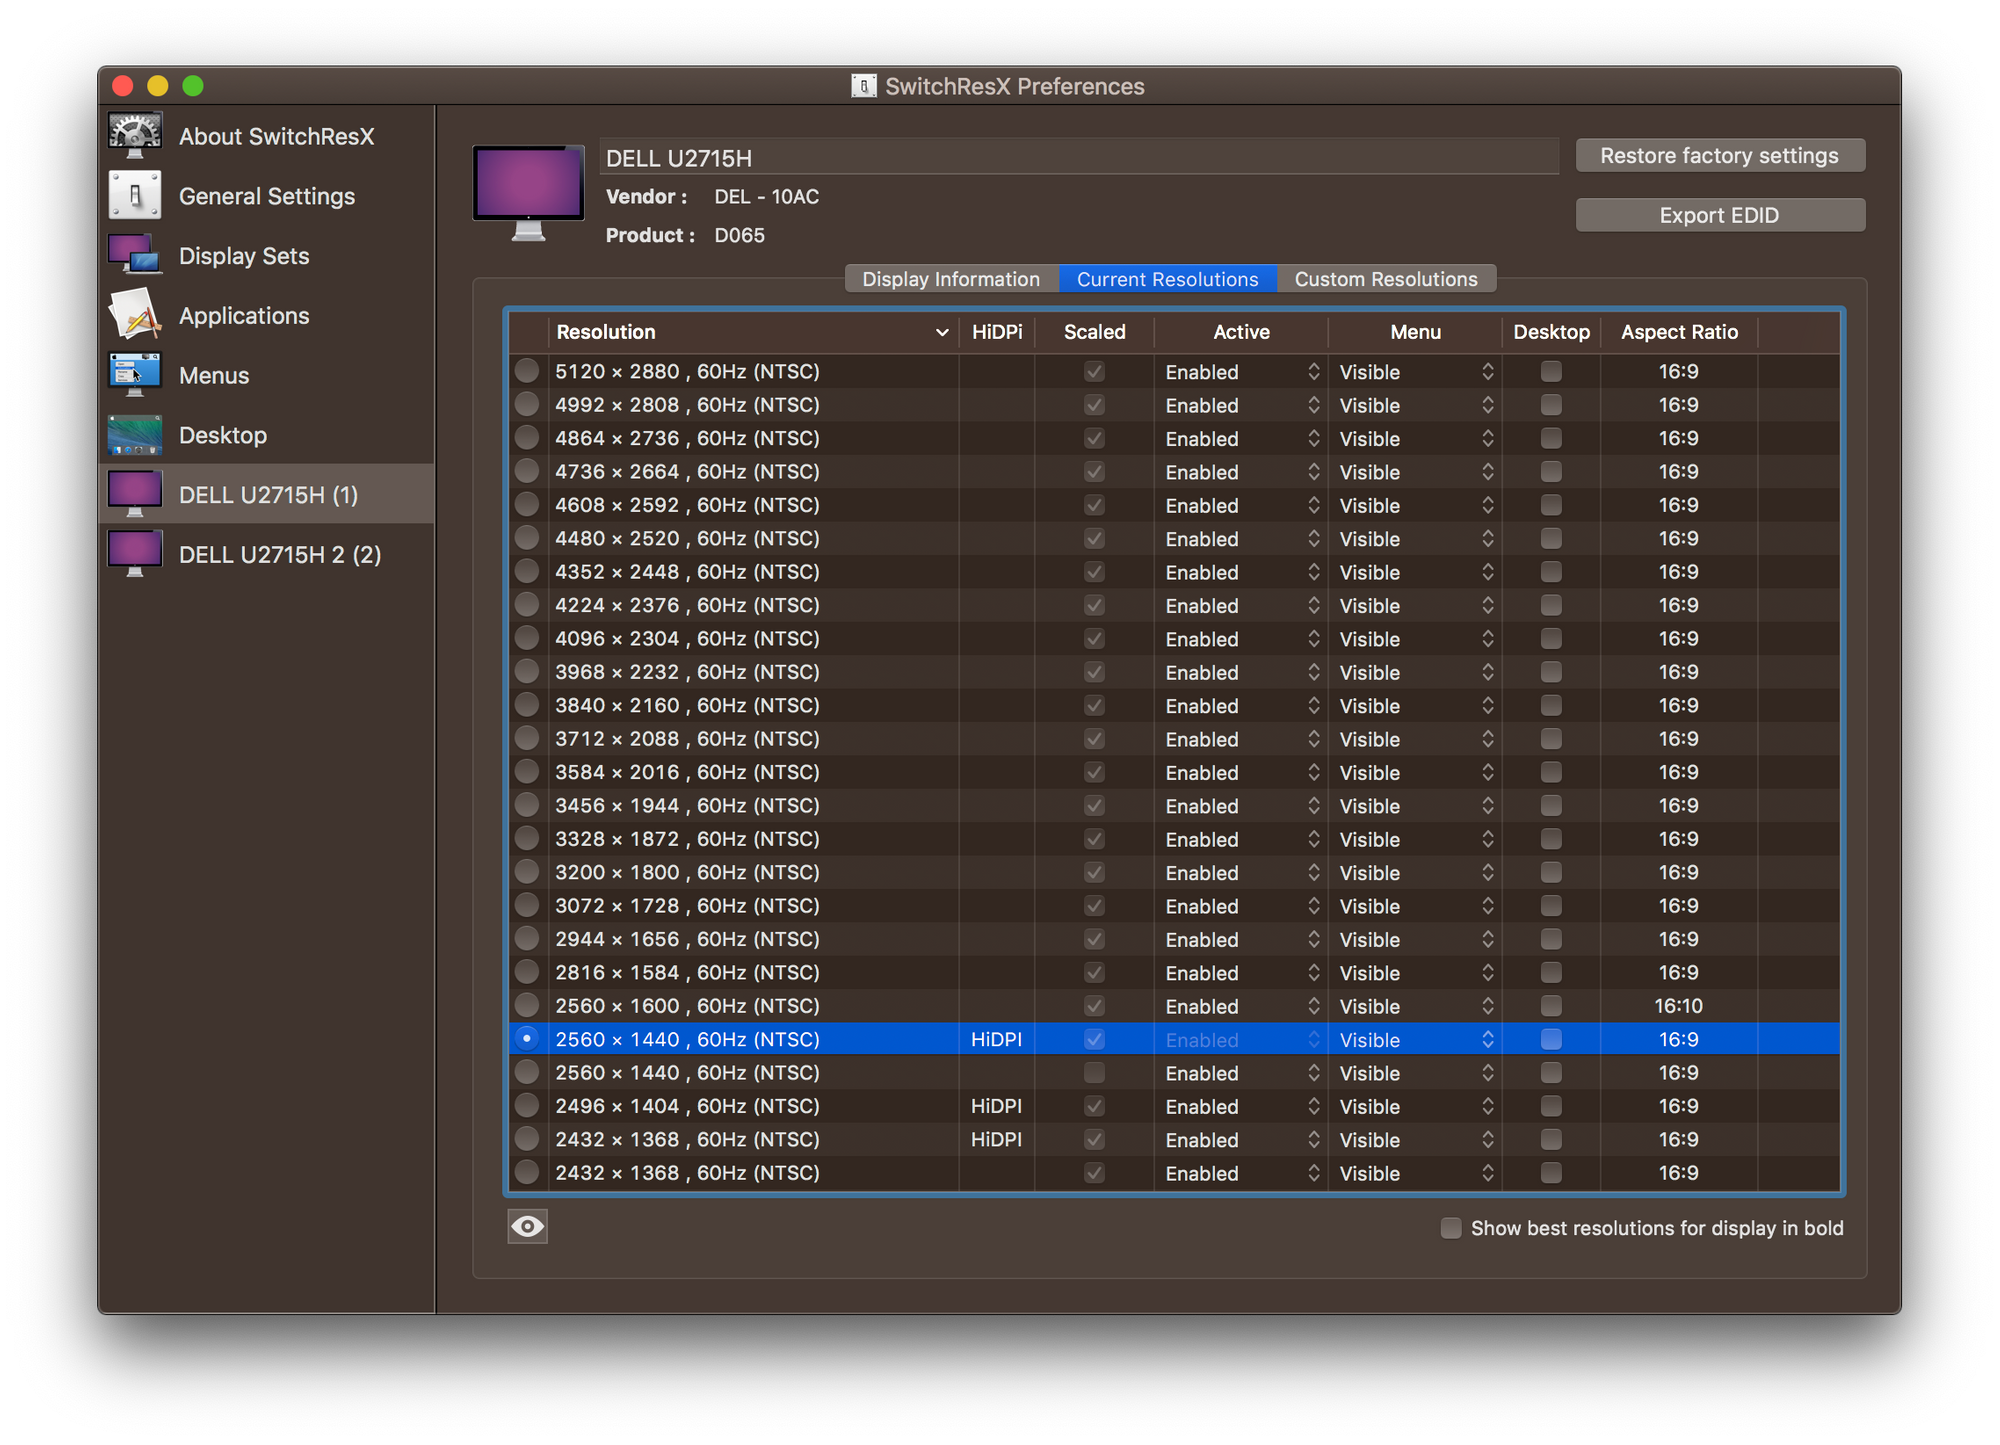 SwitchResX Preferences
About SwitchResX
General Settings
Display Sets
Applications
Menus
Desktop
DELL U2715H (1)
DELL U2715H 2 (2)
DELL U2715H
Vendor : DEL - 10AC
Product : D065
Restore factory settings
Export EDID
Display Information Current Resolutions Custom Resolutions
Resolution HiDPi Scaled Active Menu Desktop Aspect Ratio
5120 × 2880 , 60Hz (NTSC) Enabled Visible 16:9
4992 × 2808 , 60Hz (NTSC) Enabled Visible 16:9
4864 × 2736 , 60Hz (NTSC) Enabled Visible 16:9
4736 × 2664 , 60Hz (NTSC) Enabled Visible 16:9
4608 × 2592 , 60Hz (NTSC) Enabled Visible 16:9
4480 × 2520 , 60Hz (NTSC) Enabled Visible 16:9
4352 × 2448 , 60Hz (NTSC) Enabled Visible 16:9
4224 × 2376 , 60Hz (NTSC) Enabled Visible 16:9
4096 × 2304 , 60Hz (NTSC) Enabled Visible 16:9
3968 × 2232 , 60Hz (NTSC) Enabled Visible 16:9
3840 × 2160 , 60Hz (NTSC) Enabled Visible 16:9
3712 × 2088 , 60Hz (NTSC) Enabled Visible 16:9
3584 × 2016 , 60Hz (NTSC) Enabled Visible 16:9
3456 × 1944 , 60Hz (NTSC) Enabled Visible 16:9
3328 × 1872 , 60Hz (NTSC) Enabled Visible 16:9
3200 × 1800 , 60Hz (NTSC) Enabled Visible 16:9
3072 × 1728 , 60Hz (NTSC) Enabled Visible 16:9
2944 × 1656 , 60Hz (NTSC) Enabled Visible 16:9
2816 × 1584 , 60Hz (NTSC) Enabled Visible 16:9
2560 × 1600 , 60Hz (NTSC) Enabled Visible 16:10
2560 × 1440 , 60Hz (NTSC) HiDPI Enabled Visible 16:9
2560 × 1440 , 60Hz (NTSC) Enabled Visible 16:9
2496 × 1404 , 60Hz (NTSC) HiDPI Enabled Visible 16:9
2432 × 1368 , 60Hz (NTSC) HiDPI Enabled Visible 16:9
2432 × 1368 , 60Hz (NTSC) Enabled Visible 16:9
Show best resolutions for display in bold